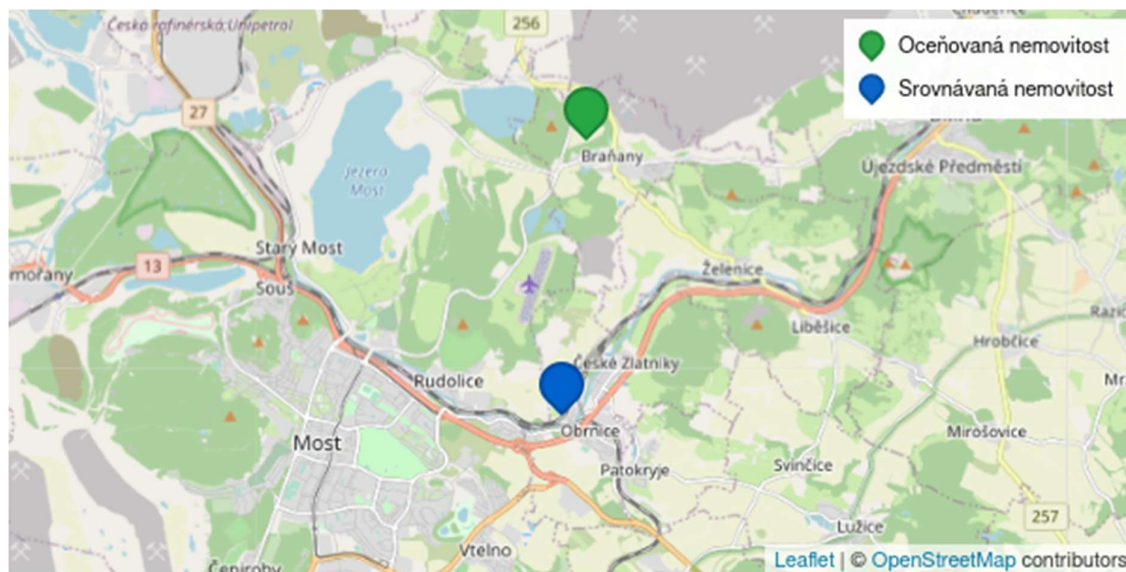 Česká rafinérská;Unipetrol
256
Oceňovaná nemovitost
Srovnávaná nemovitost
27
Braňany
Újezdské Předměstí
Jezero
Most
Starý Most
13
Souš
Želenice
Liběšice
Hrobčice
České Zlatníky
Rudolice
Obrnice
Most
Mirošovice
Patokryje
Svinčice
257
Lužice
Vtelno
Čepirohy
Leaflet | © OpenStreetMap contributors